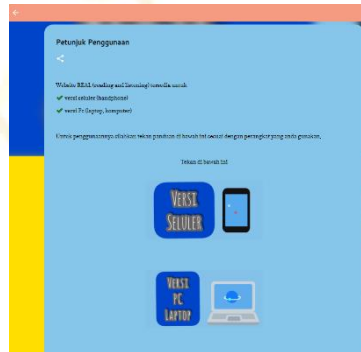 Petunjuk Penggunaan
Website REAL (reading and listening) tersedia untuk
✔ versi seluler (handphone)
✔ versi Pc (laptop, komputer)
Untuk penggunaannya silahkan tekan panduan di bawah ini sesuai dengan perangkat yang anda gunakan,
Tekan di bawah ini
VERSI
SELULER
VERSI
PC
LAPTOP